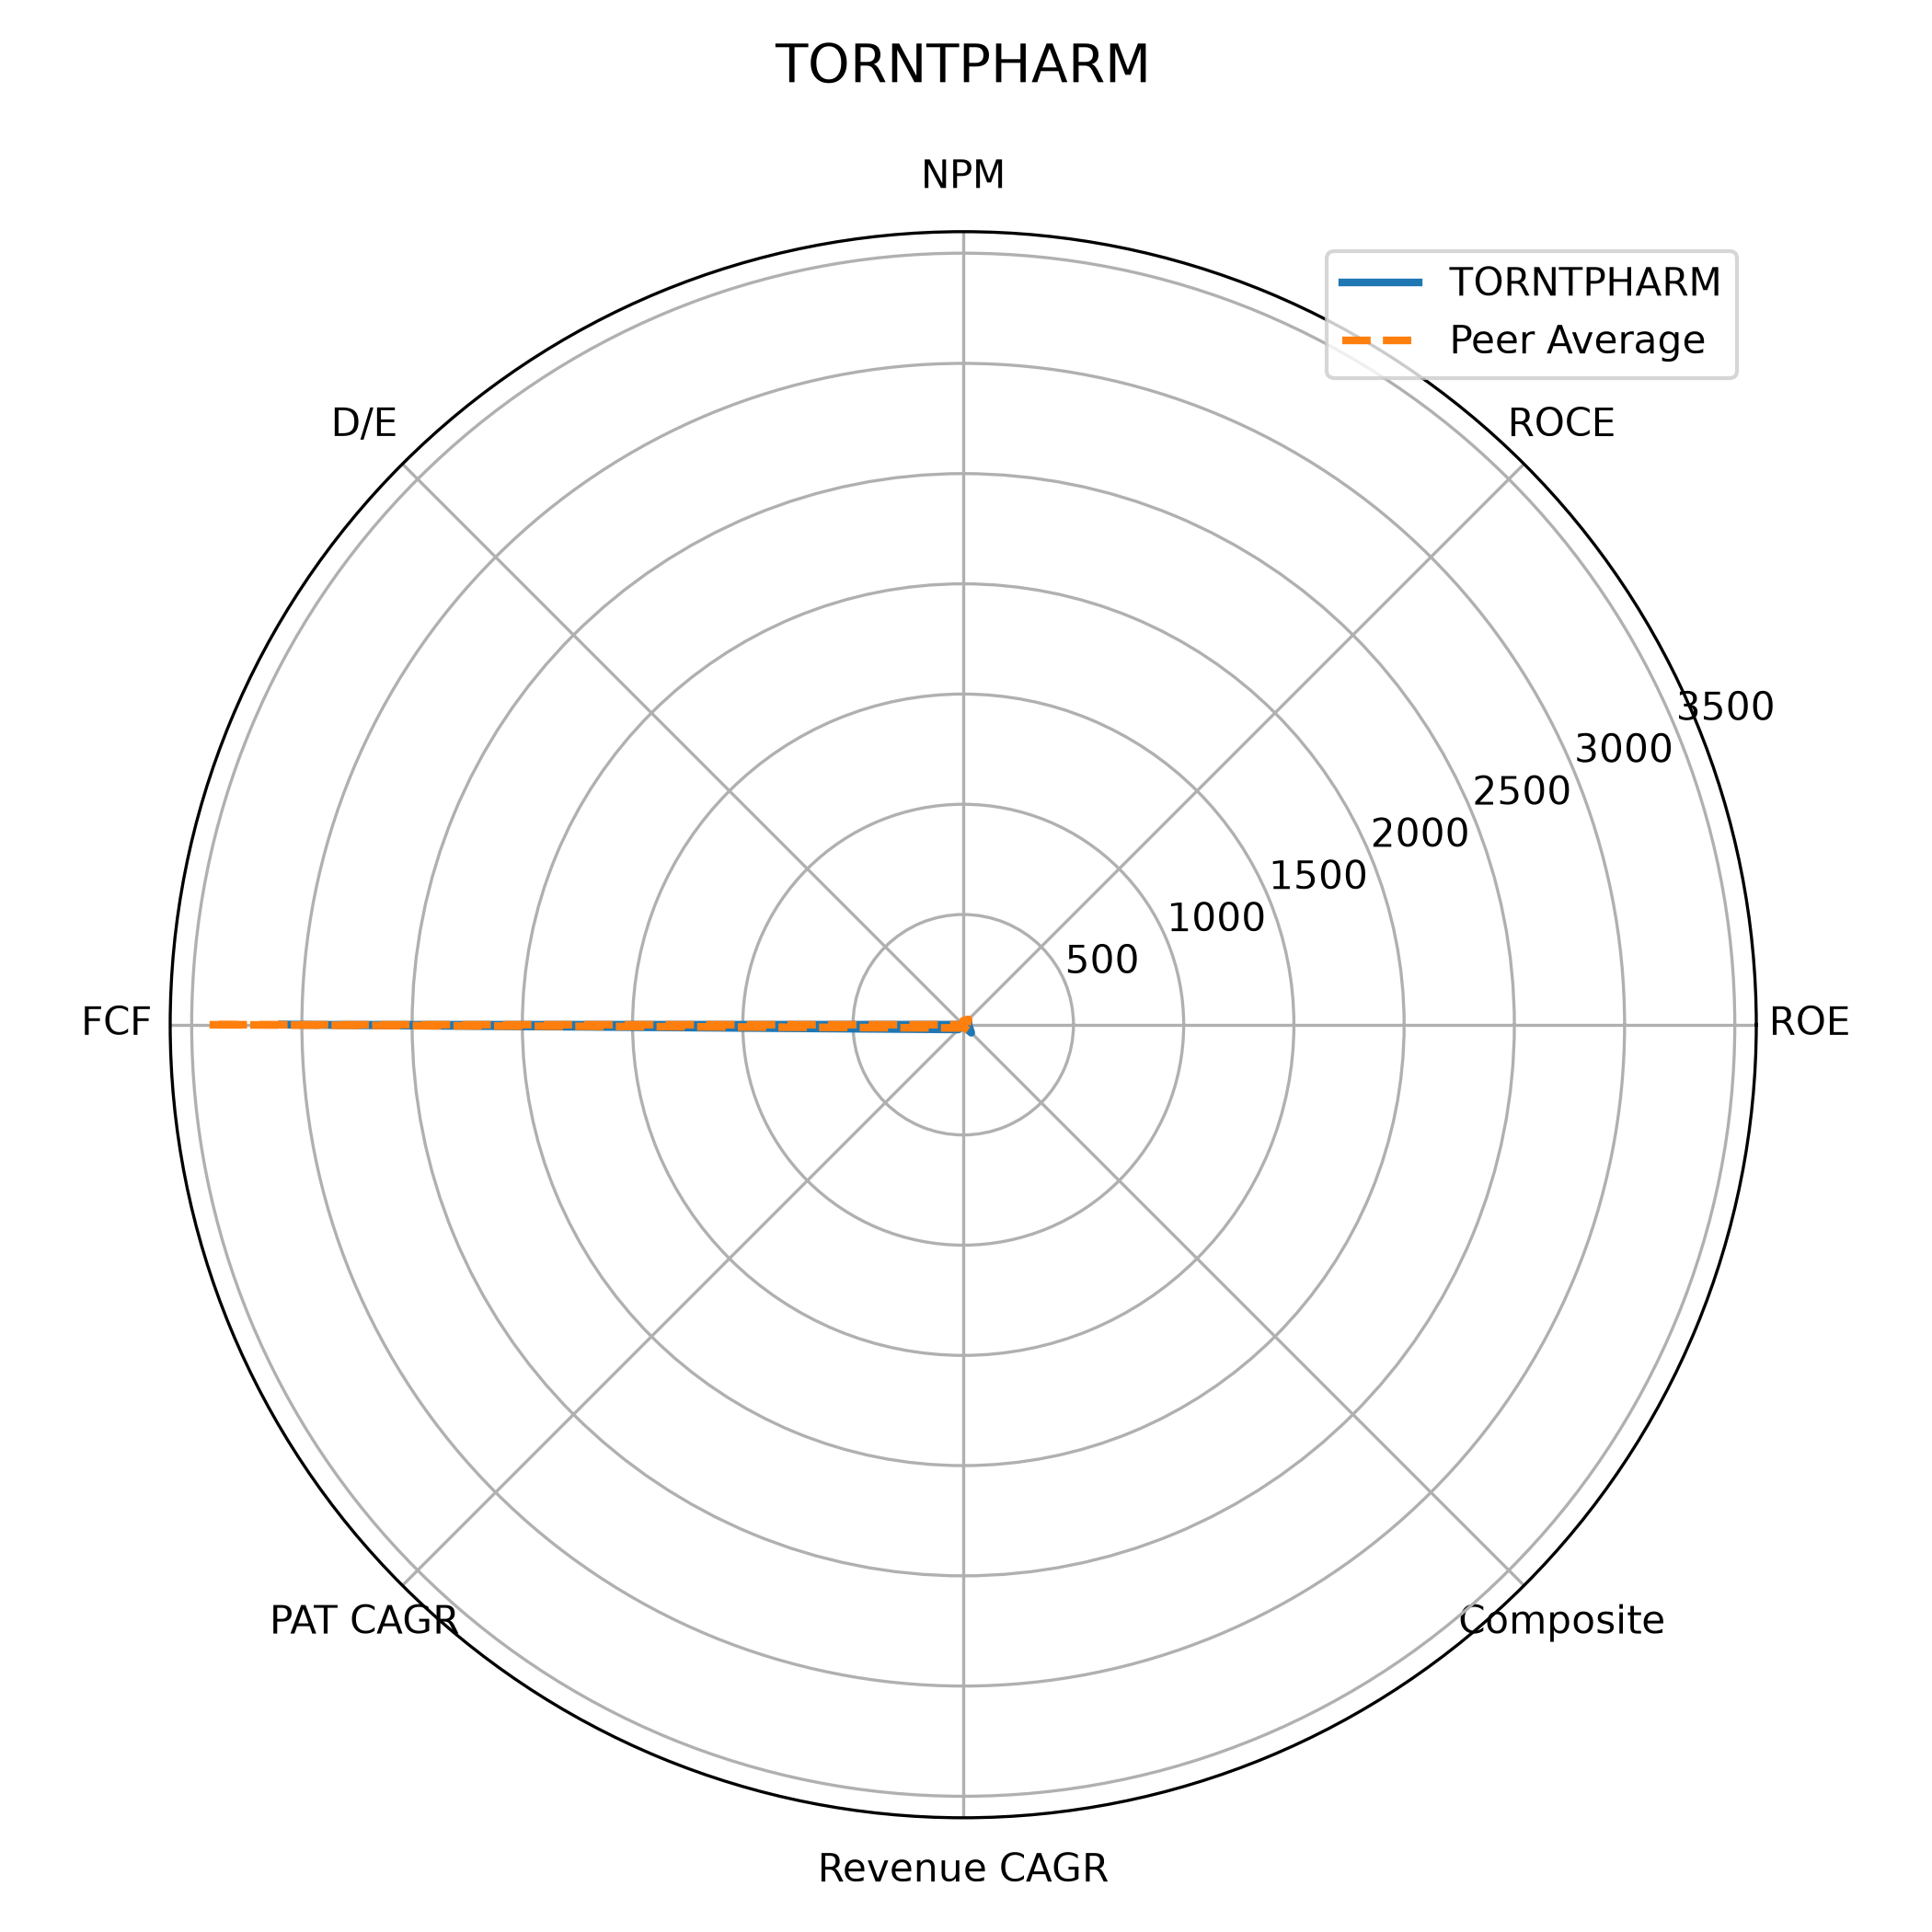 TORNTPHARM
NPM
TORNTPHARM
Peer Average
D/E
ROCE
3500
3000
2500
2000
1500
1000
500
FCF
ROE
PAT CAGR
Composite
Revenue CAGR